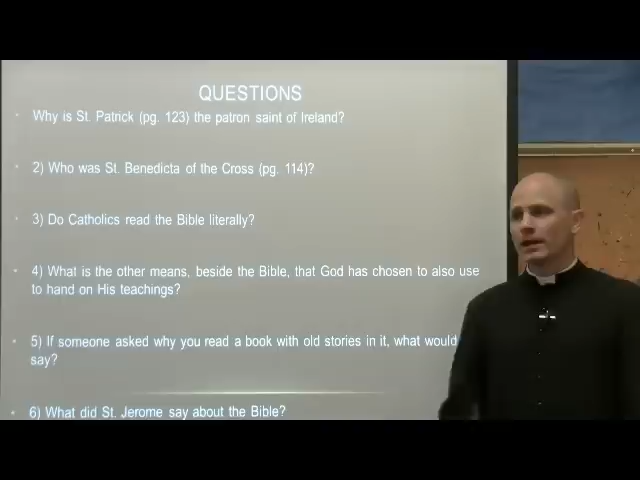 QUESTIONS
Why is St. Patrick (pg. 123) the patron saint of Ireland?
2) Who was St. Benedicta of the Cross (pg. 114)?
3) Do Catholics read the Bible literally?
4) What is the other means, beside the Bible, that God has chosen to also use
to hand on His teachings?
5) If someone asked why you read a book with old stories in it, what would
say?
6) What did St. Jerome say about the Bible?